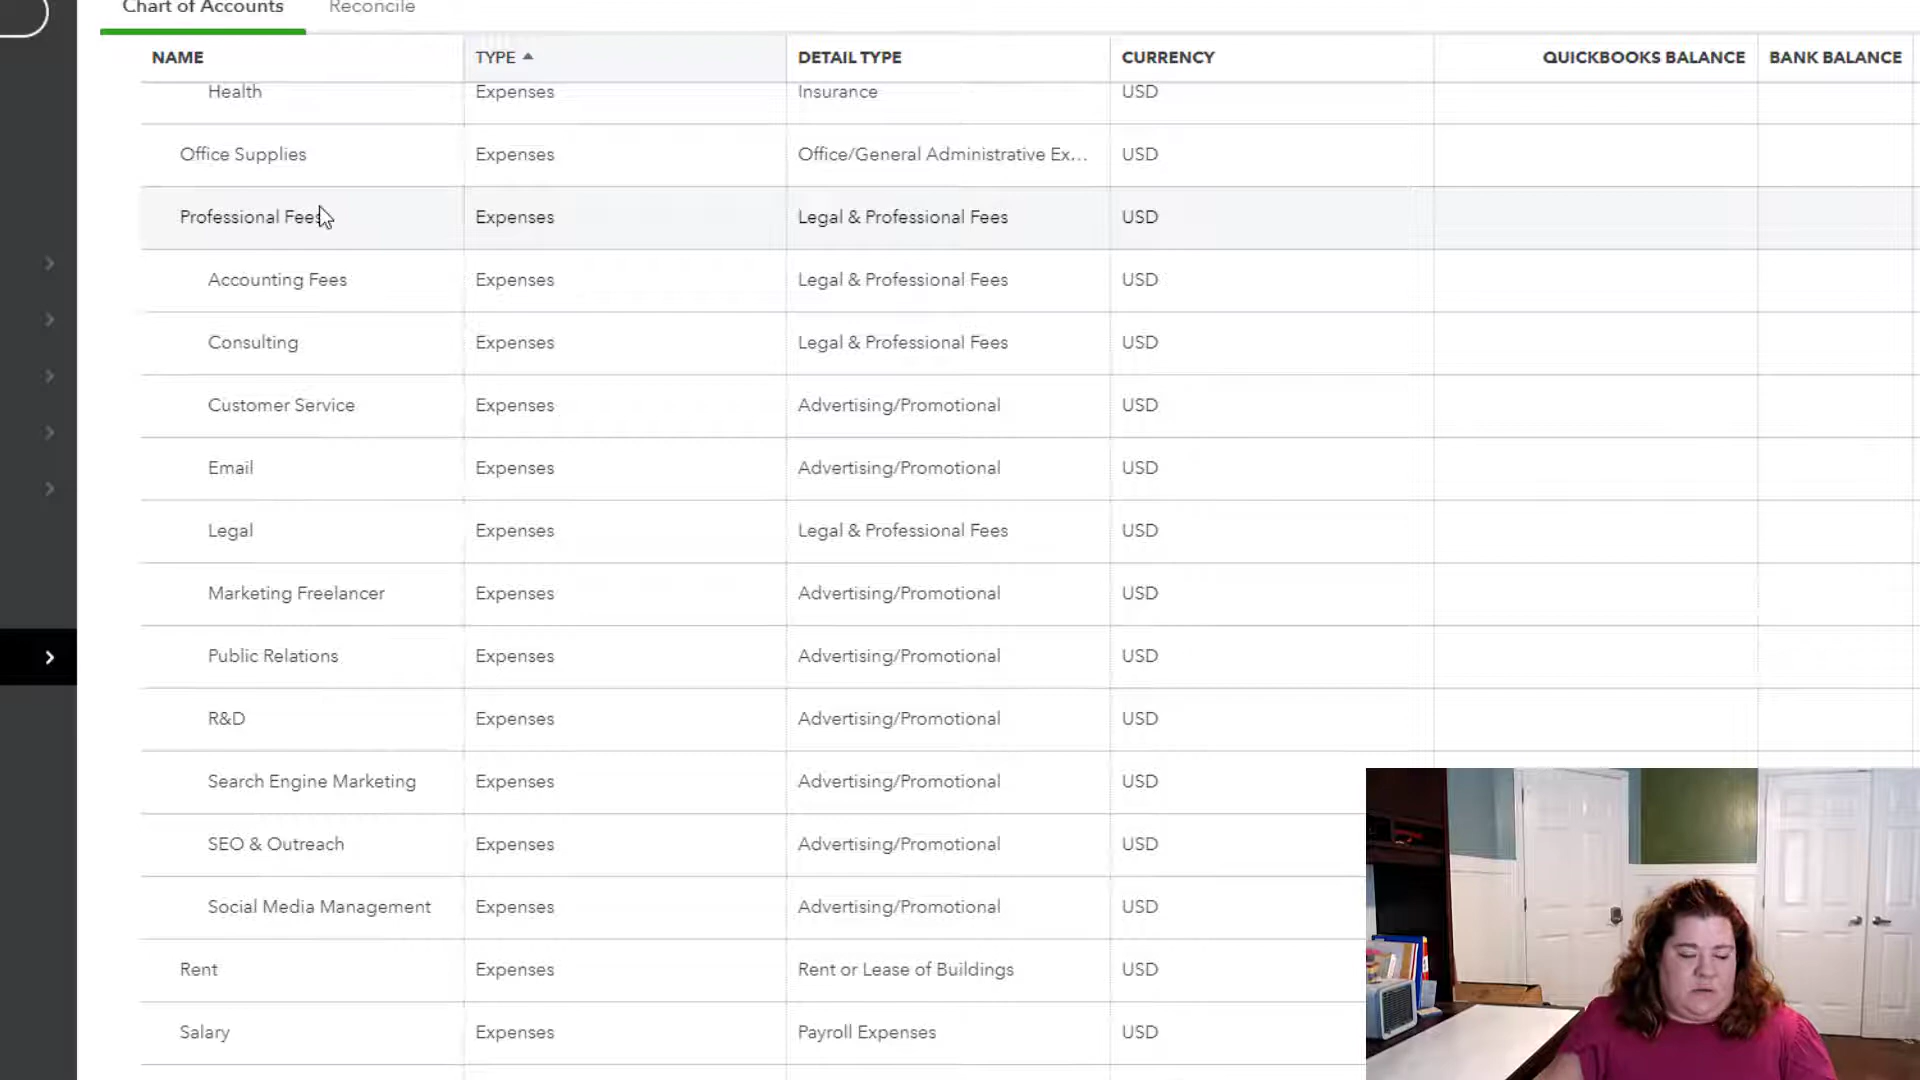 Chart of Accounts Reconcile
NAME TYPE DETAIL TYPE CURRENCY QUICKBOOKS BALANCE BANK BALANCE
Health Expenses Insurance USD
Office Supplies Expenses Office/General Administrative Ex... USD
Professional Fees Expenses Legal & Professional Fees USD
Accounting Fees Expenses Legal & Professional Fees USD
Consulting Expenses Legal & Professional Fees USD
Customer Service Expenses Advertising/Promotional USD
Email Expenses Advertising/Promotional USD
Legal Expenses Legal & Professional Fees USD
Marketing Freelancer Expenses Advertising/Promotional USD
Public Relations Expenses Advertising/Promotional USD
R&D Expenses Advertising/Promotional USD
Search Engine Marketing Expenses Advertising/Promotional USD
SEO & Outreach Expenses Advertising/Promotional USD
Social Media Management Expenses Advertising/Promotional USD
Rent Expenses Rent or Lease of Buildings USD
Salary Expenses Payroll Expenses USD